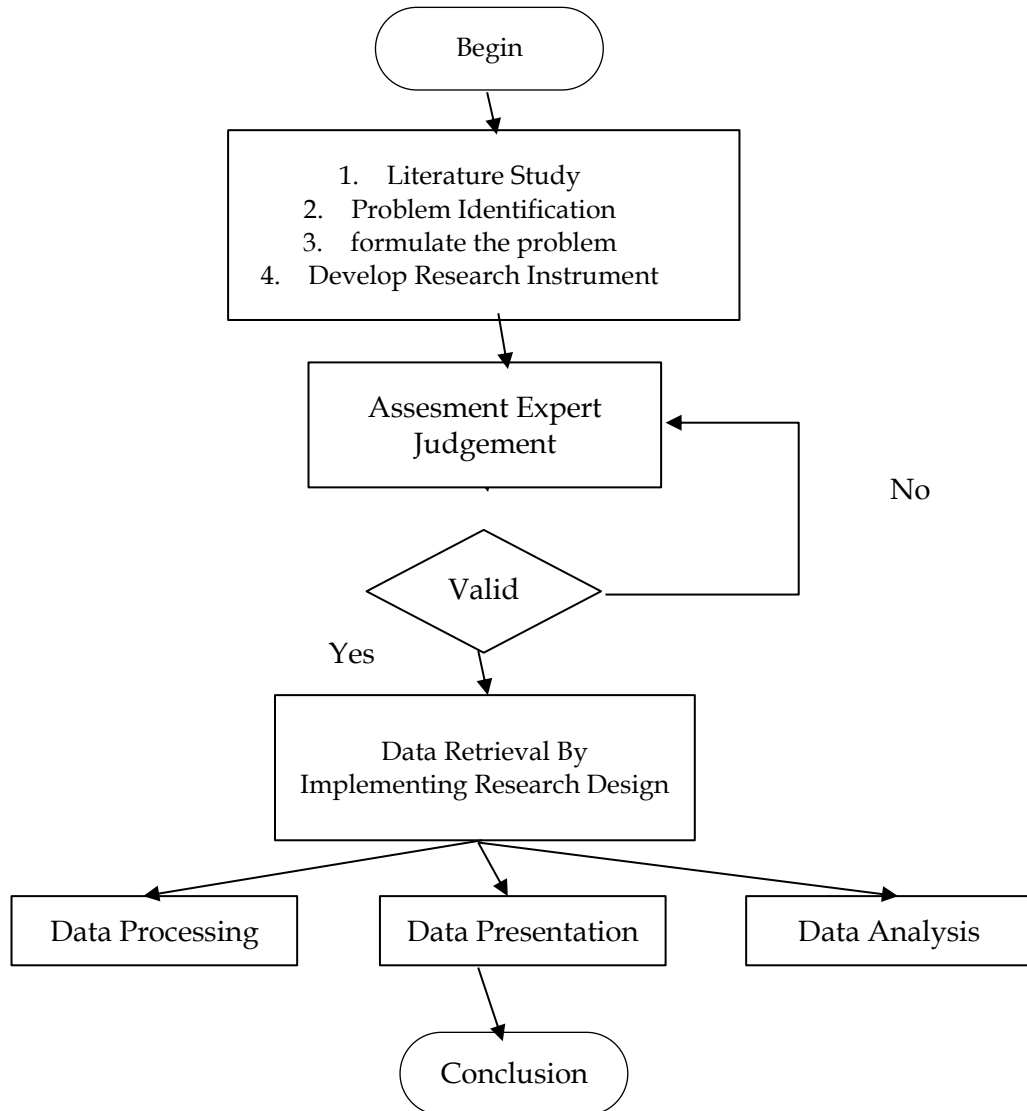 Begin
1. Literature Study
2. Problem Identification
3. formulate the problem
4. Develop Research Instrument
Assesment Expert
Judgement
No
Valid
Yes
Data Retrieval By
Implementing Research Design
Data Processing
Data Presentation
Data Analysis
Conclusion